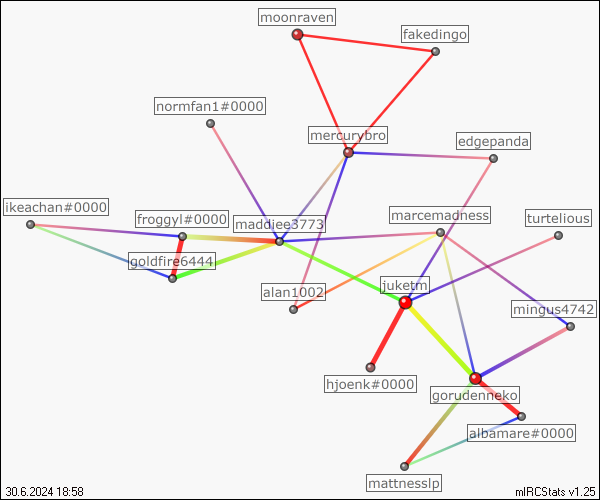 moonraven
fakedingo
normfan1#0000
mercurybro
edgepanda
ikeachan#0000
froggyl#0000
maddiee3773
marcemadness
turtelious
goldfire6444
alan1002
juketm
mingus4742
hjoenk#0000
gorudenneko
albamare#0000
mattnesslp
30.6.2024 18:58
mIRCStats v1.25